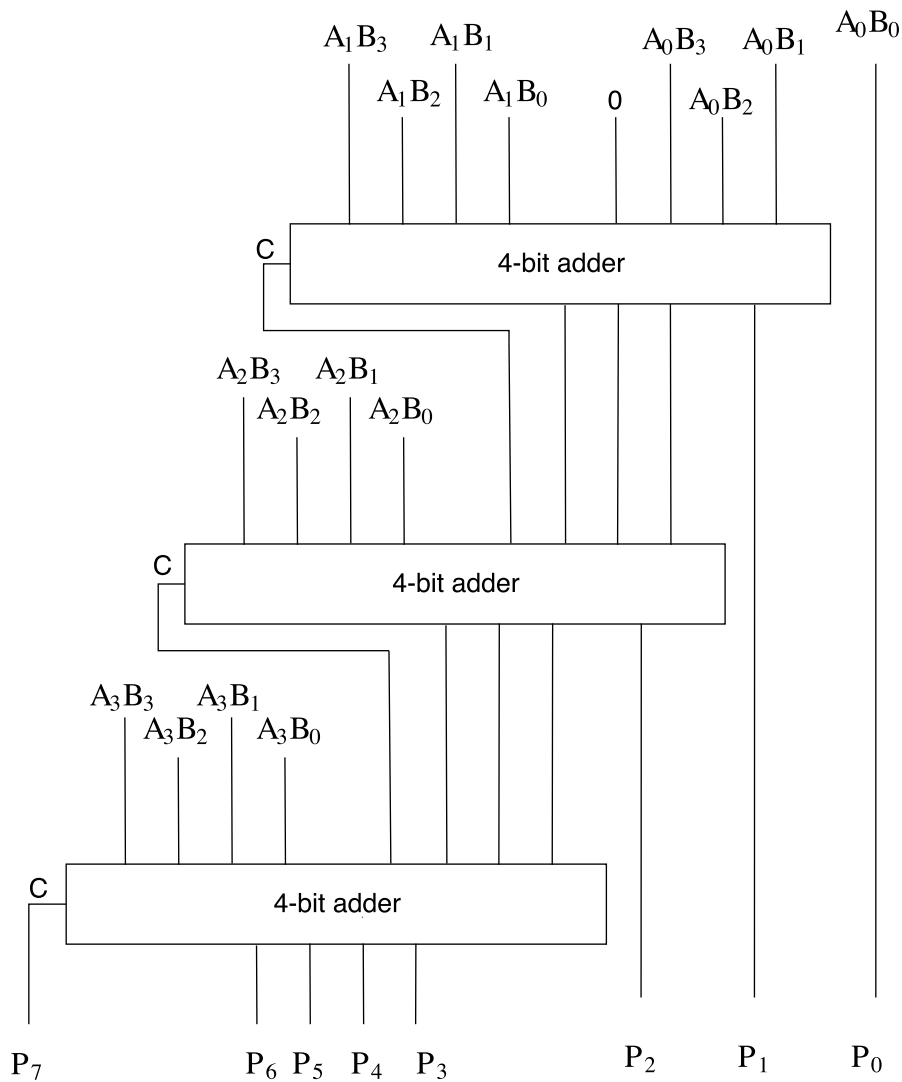 A₁B₃ A₁B₁ A₀B₃ A₀B₁ A₀B₀
A₁B₂ A₁B₀ 0 A₀B₂
C
4-bit adder
A₂B₃ A₂B₁
A₂B₂ A₂B₀
C
4-bit adder
A₃B₃ A₃B₁
A₃B₂ A₃B₀
C
4-bit adder
P₇ P₆ P₅ P₄ P₃ P₂ P₁ P₀